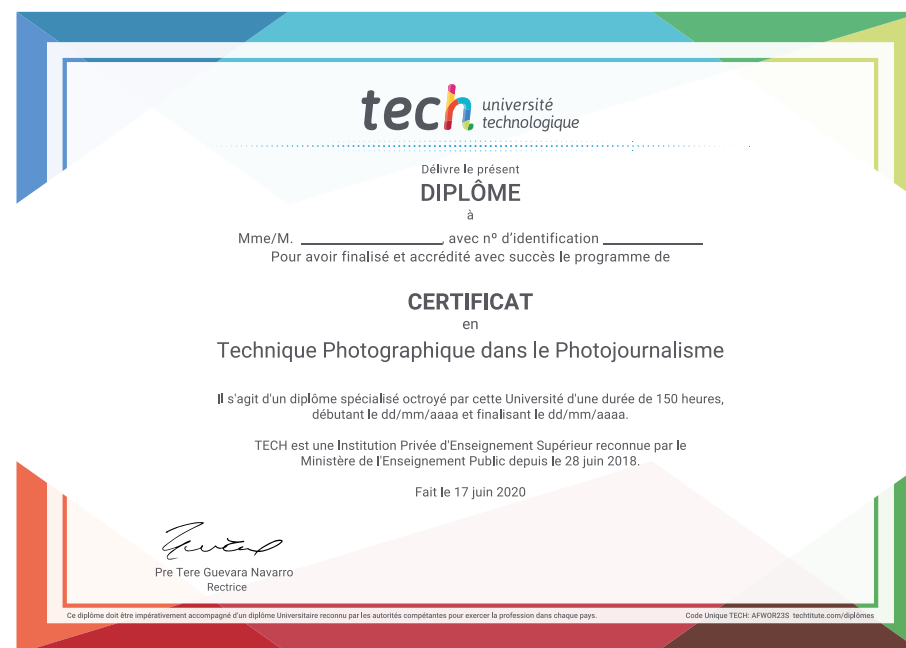 tech université
technologique
Délivre le présent
DIPLÔME
à
Mme/M. ____________________, avec nº d'identification ______________
Pour avoir finalisé et accrédité avec succès le programme de
CERTIFICAT
en
Technique Photographique dans le Photojournalisme
Il s'agit d'un diplôme spécialisé octroyé par cette Université d'une durée de 150 heures,
débutant le dd/mm/aaaa et finalisant le dd/mm/aaaa.
TECH est une Institution Privée d'Enseignement Supérieur reconnue par le
Ministère de l'Enseignement Public depuis le 28 juin 2018.
Fait le 17 juin 2020
Pre Tere Guevara Navarro
Rectrice
Ce diplôme doit être impérativement accompagné d'un diplôme Universitaire reconnu par les autorités compétantes pour exercer la profession dans chaque pays.
Code Unique TECH: AFWOR23S techtitute.com/diplômes